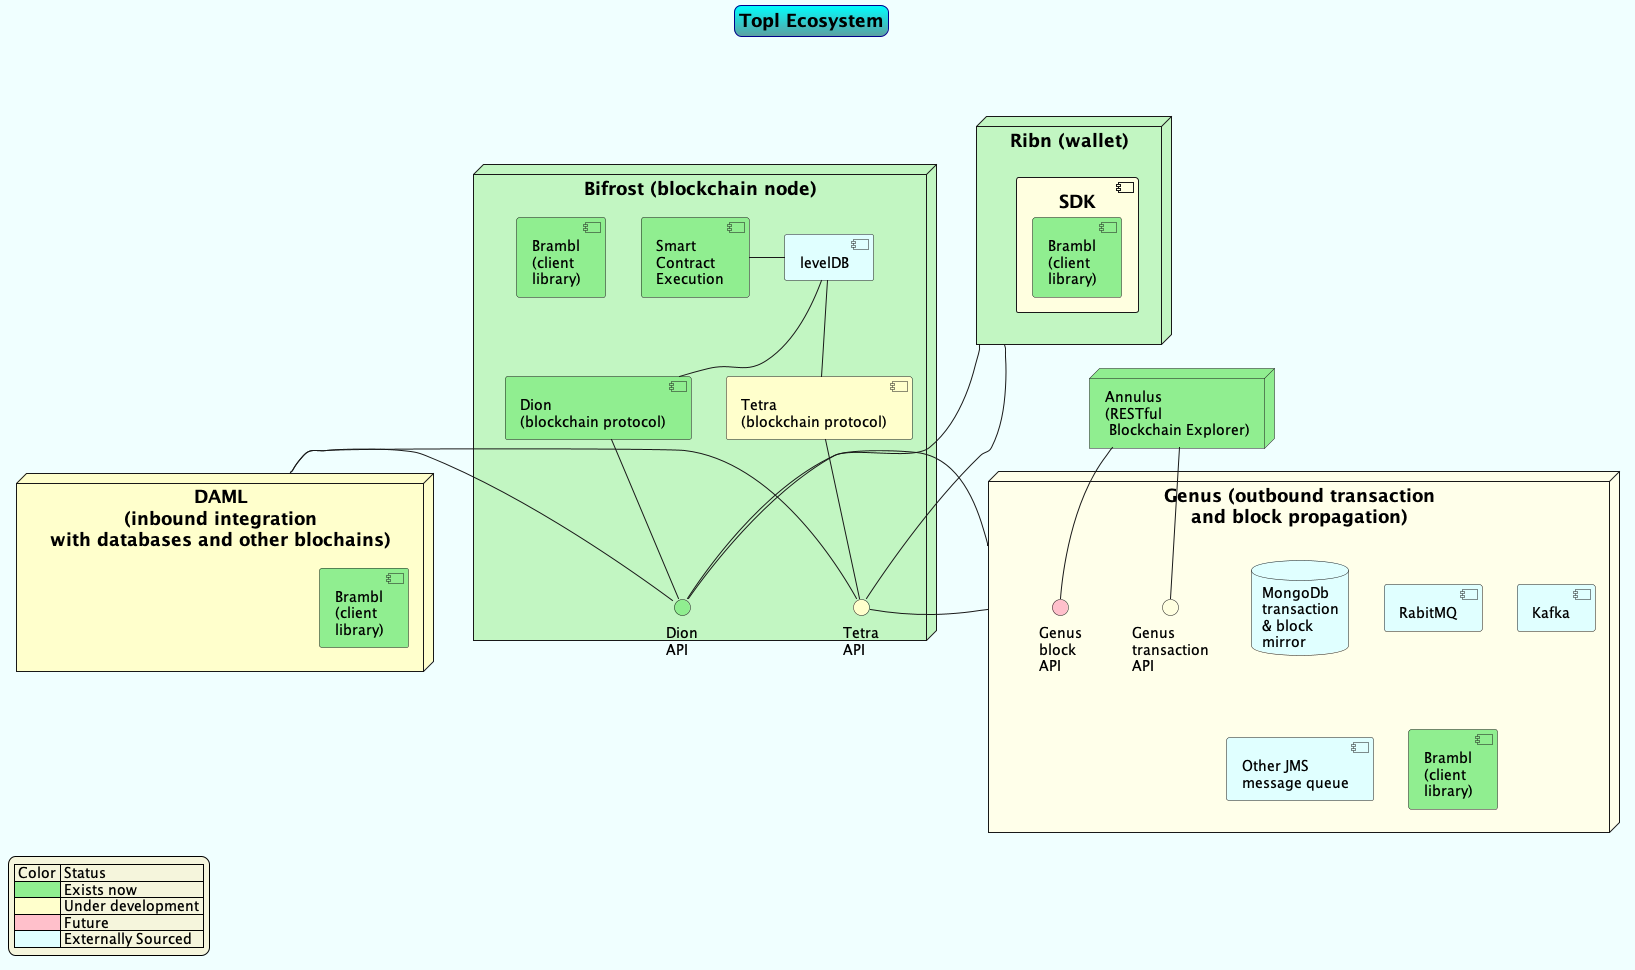 Topl Ecosystem
Ribn (wallet)
SDK
Brambl
(client
library)
Bifrost (blockchain node)
Brambl
(client
library)
Smart
Contract
Execution
levelDB
Dion
(blockchain protocol)
Tetra
(blockchain protocol)
Dion
API
Tetra
API
Annulus
(RESTful
Blockchain Explorer)
DAML
(inbound integration
with databases and other blochains)
Brambl
(client
library)
Genus (outbound transaction
and block propagation)
Genus
block
API
Genus
transaction
API
MongoDb
transaction
& block
mirror
RabitMQ
Kafka
Other JMS
message queue
Brambl
(client
library)
Color Status
Exists now
Under development
Future
Externally Sourced